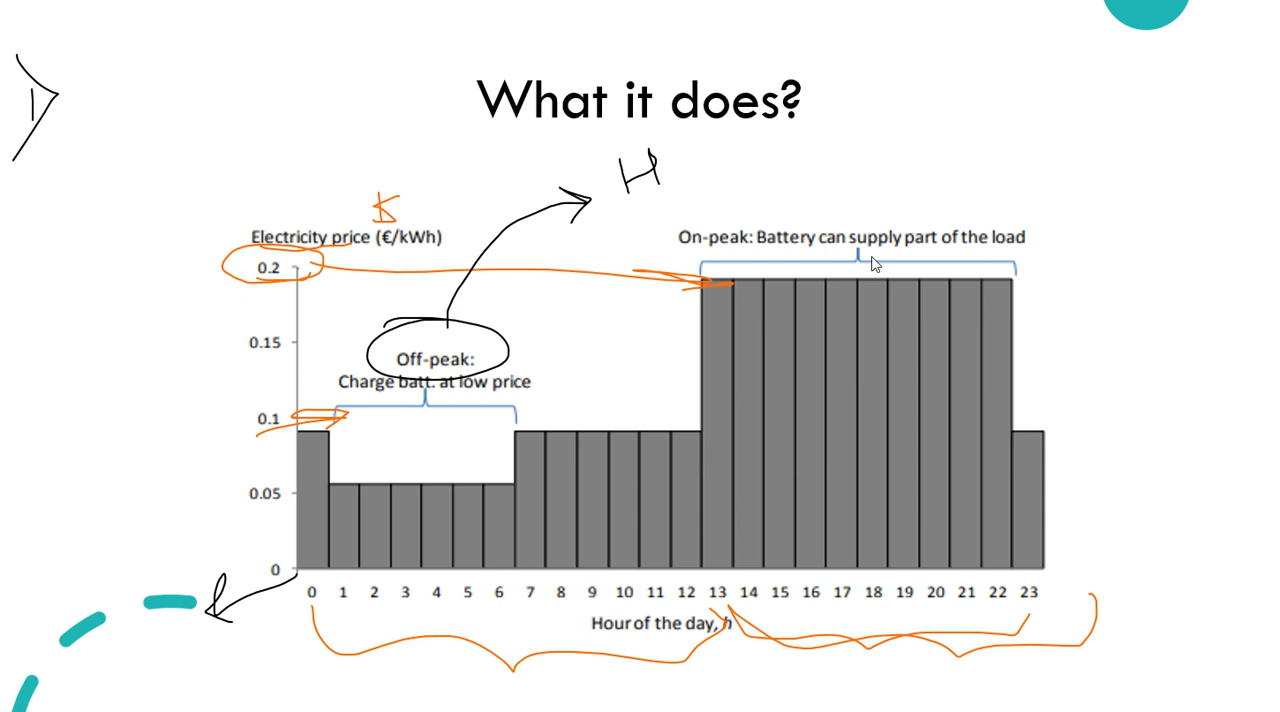 What it does?
H
Electricity price (€/kWh)
On-peak: Battery can supply part of the load
0.2
0.15
Off-peak:
Charge batt. at low price
0.1
0.05
0
0 1 2 3 4 5 6 7 8 9 10 11 12 13 14 15 16 17 18 19 20 21 22 23
Hour of the day, h